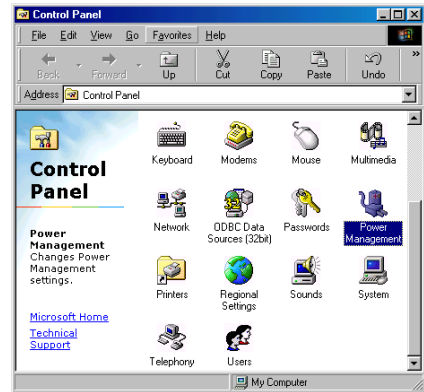 Control Panel
File Edit View Go Favorites Help
Back Forward Up Cut Copy Paste Undo »
Address Control Panel
Control
Panel
Power
Management
Changes Power
Management
settings.
Microsoft Home
Technical
Support
Keyboard Modems Mouse Multimedia
Network ODBC Data Passwords Power
Sources (32bit) Management
Printers Regional Sounds System
Settings
Telephony Users
My Computer